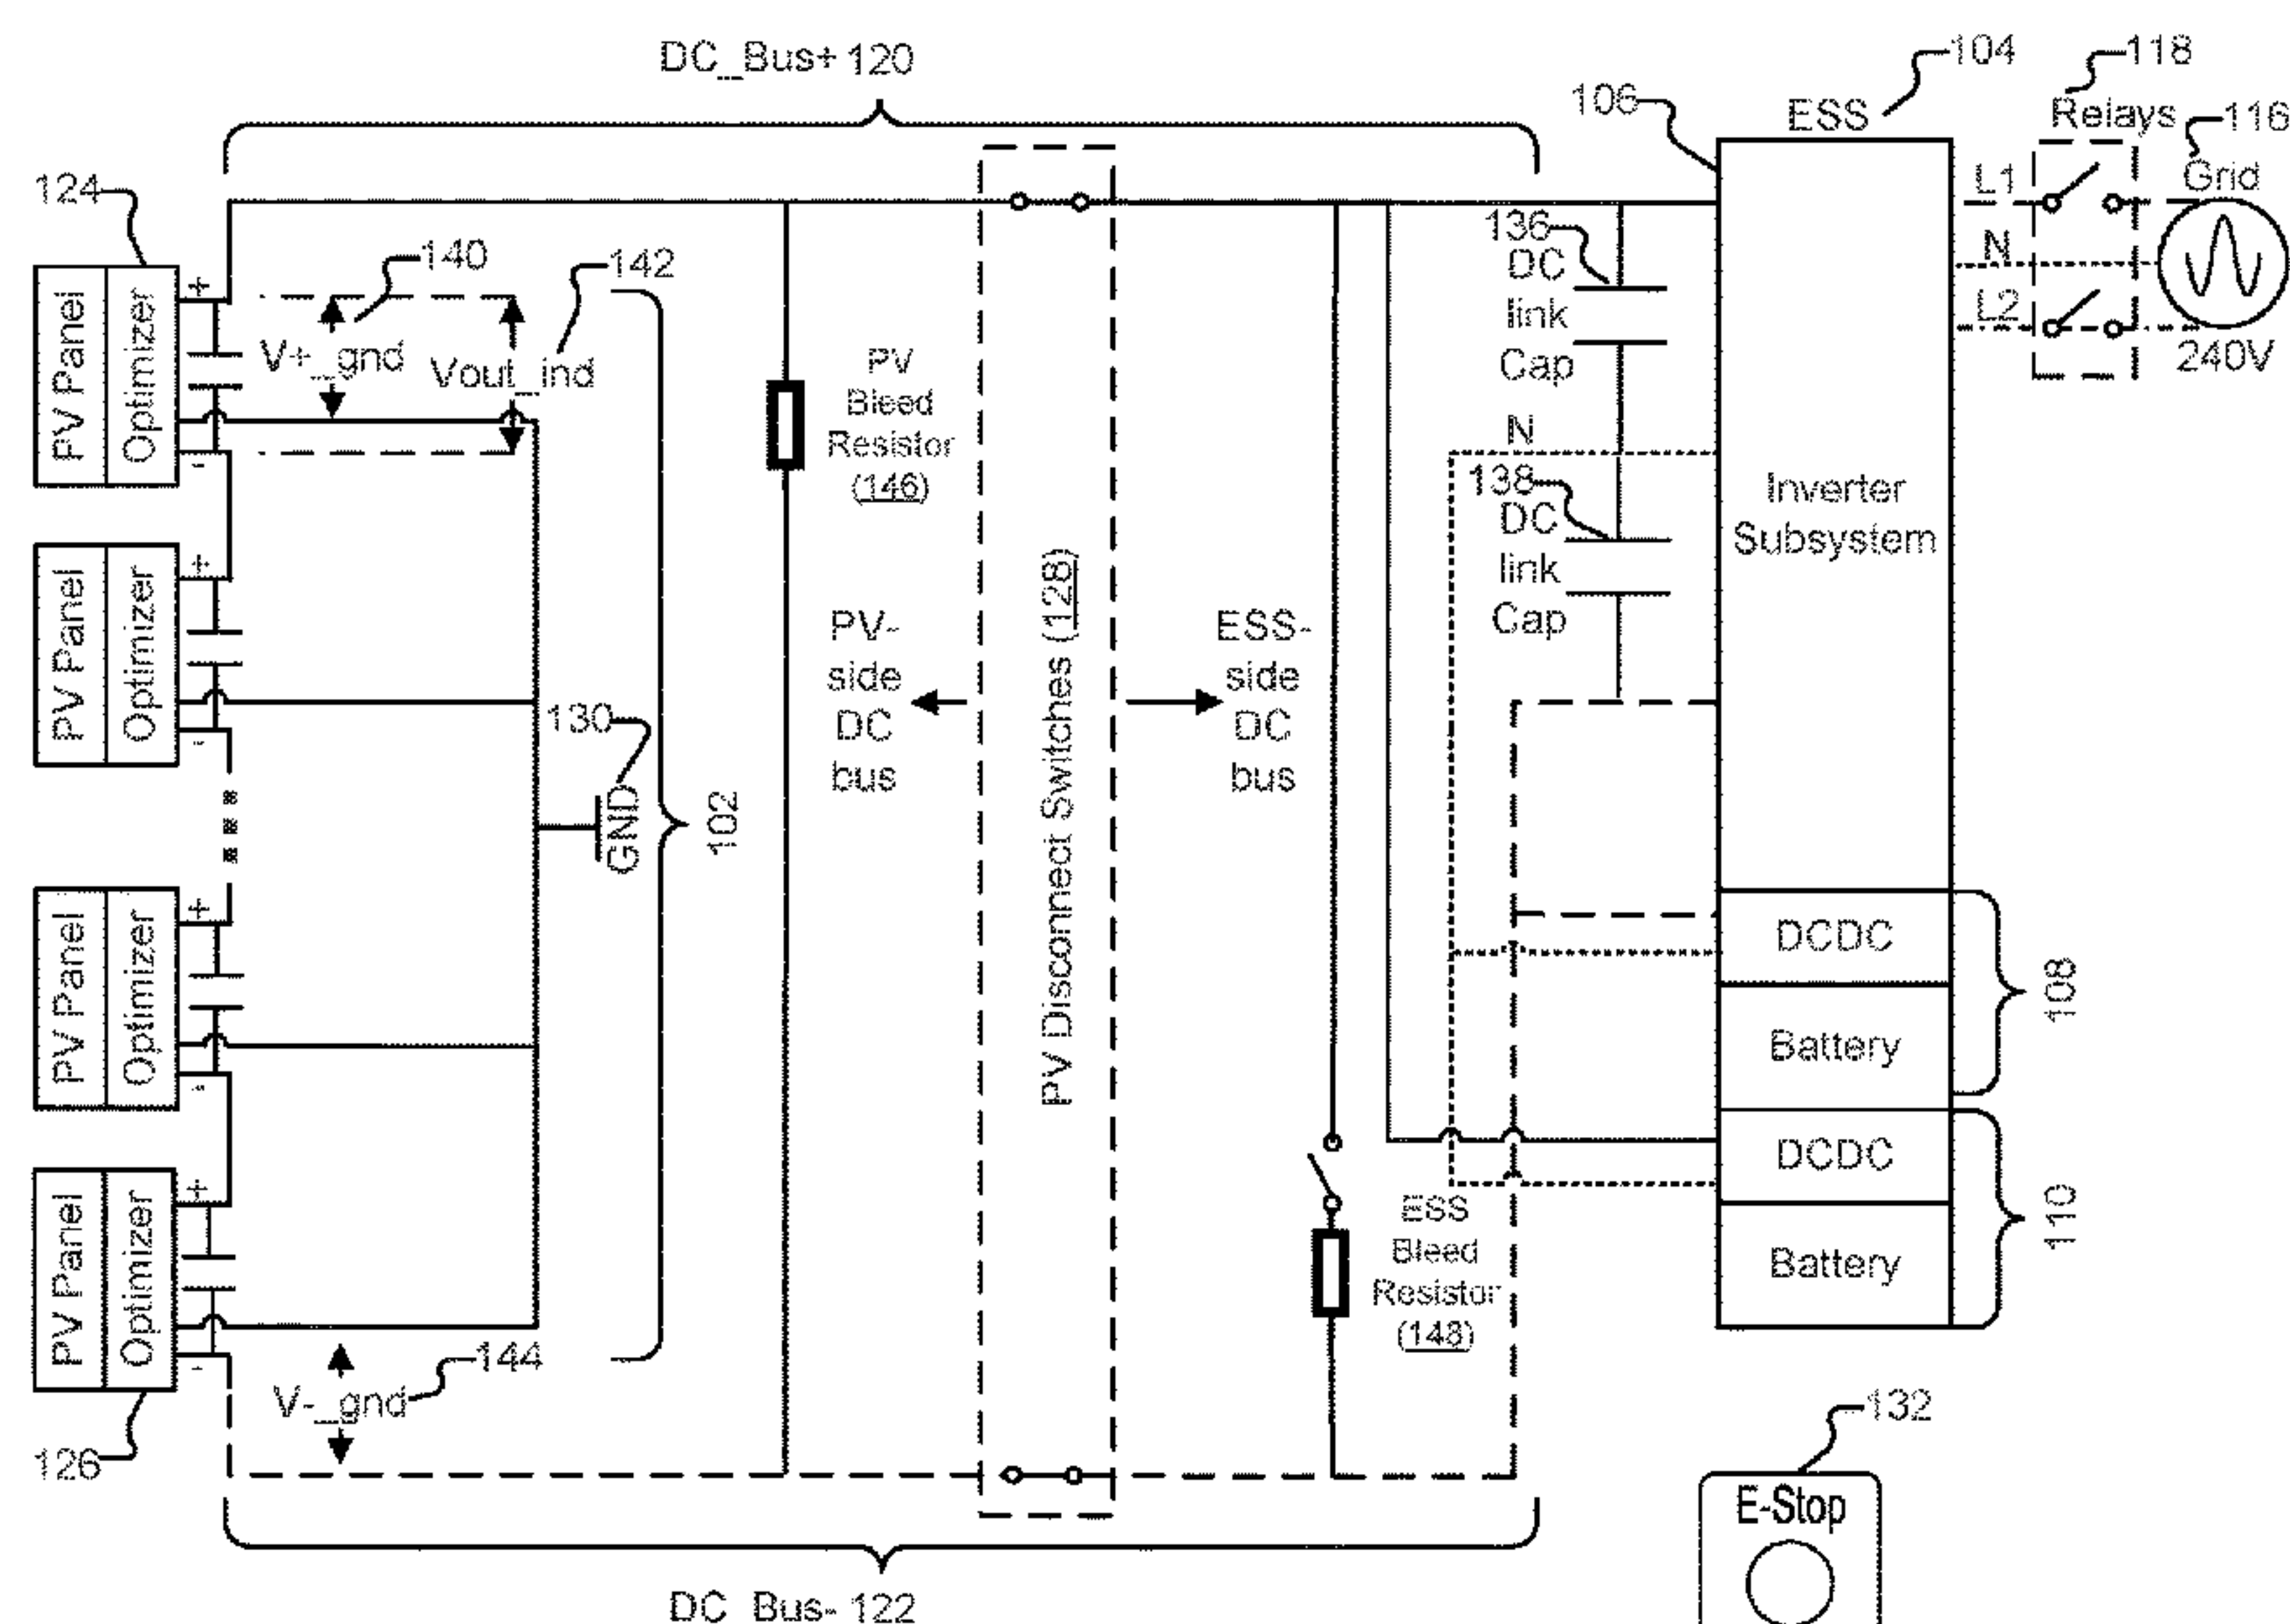 DC_Bus+ 120
104
118
106
ESS
Relays
116
124
L1
Grid
140
142
136
N
+
DC
L2
PV Panel
Optimizer
V+_gnd
Vout_ind
PV
link
240V
Bleed
Cap
Resistor
N
-
(146)
138
Inverter
DC
Subsystem
PV Panel
Optimizer
+
link
PV-
ESS-
Cap
side
side
130
DC
DC
-
bus
bus
GND
102
PV Disconnect Switches (128)
PV Panel
Optimizer
+
DCDC
108
Battery
-
DCDC
PV Panel
Optimizer
+
ESS
110
Bleed
Battery
Resistor
144
(148)
-
V-_gnd
132
126
E-Stop
DC_Bus- 122